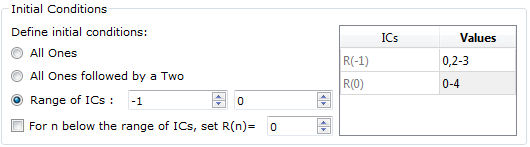 Initial Conditions
Define initial conditions:
All Ones
All Ones followed by a Two
Range of ICs : -1 0
For n below the range of ICs, set R(n)= 0
ICs Values
R(-1) 0,2-3
R(0) 0-4